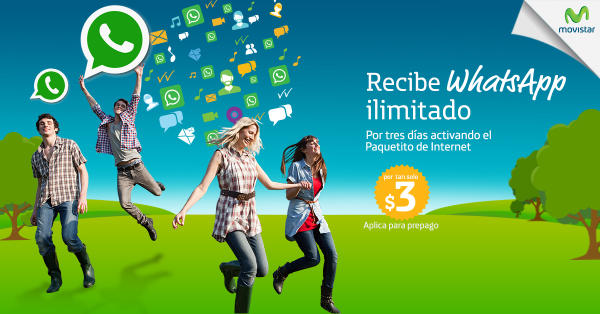 movistar
Recibe WhatsApp
ilimitado
Por tres días activando el
Paquetito de Internet
por tan solo
$3
Aplica para prepago